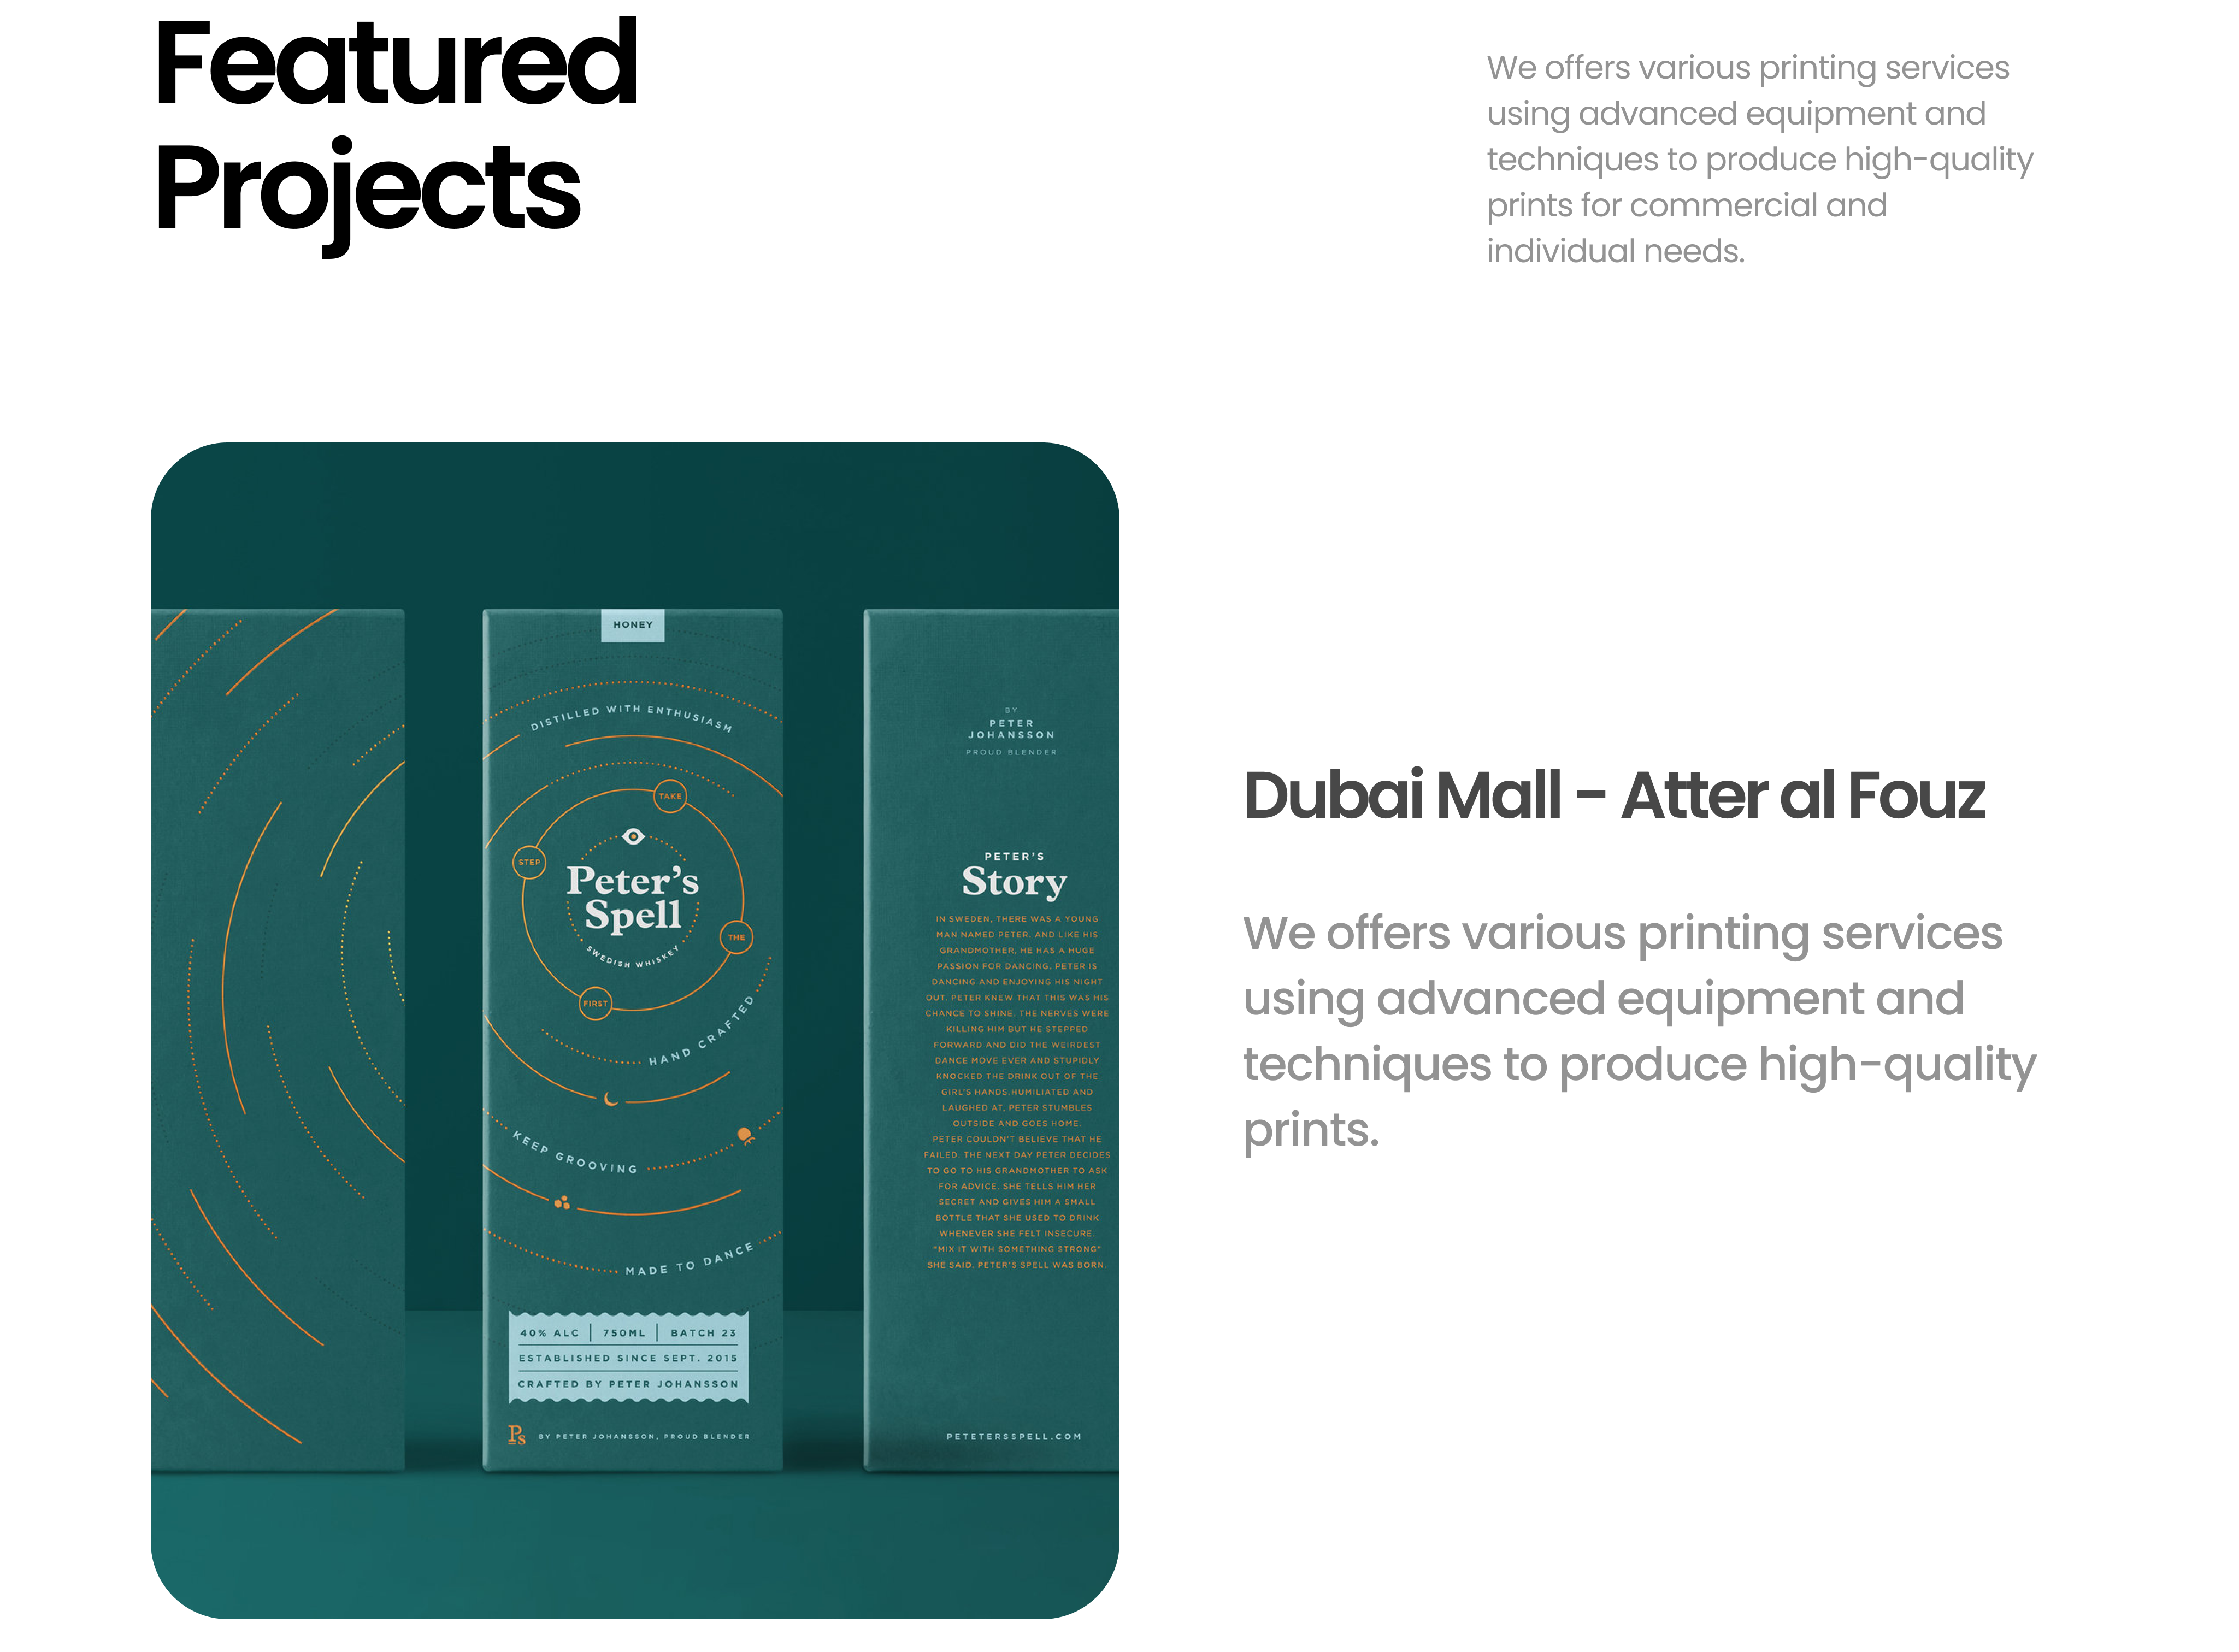 Featured
Projects
We offers various printing services
using advanced equipment and
techniques to produce high-quality
prints for commercial and
individual needs.
HONEY
DISTILLED WITH ENTHUSIASM
TAKE
STEP
Peter's
Spell
SWEDISH WHISKEY
THE
FIRST
HAND CRAFTED
KEEP GROOVING
MADE TO DANCE
40% ALC | 750ML | BATCH 23
ESTABLISHED SINCE SEPT. 2015
CRAFTED BY PETER JOHANSSON
Ps BY PETER JOHANSSON, PROUD BLENDER
BY
PETER
JOHANSSON
PROUD BLENDER
PETER'S
Story
IN SWEDEN, THERE WAS A YOUNG
MAN NAMED PETER. AND LIKE HIS
GRANDMOTHER, HE HAS A HUGE
PASSION FOR DANCING. PETER IS
DANCING AND ENJOYING HIS NIGHT
OUT. PETER KNEW THAT THIS WAS HIS
CHANCE TO SHINE. THE NERVES WERE
KILLING HIM BUT HE STEPPED
FORWARD AND DID THE WEIRDEST
DANCE MOVE EVER AND STUPIDLY
KNOCKED THE DRINK OUT OF THE
GIRL'S HANDS.HUMILIATED AND
LAUGHED AT, PETER STUMBLES
OUTSIDE AND GOES HOME.
PETER COULDN'T BELIEVE THAT HE
FAILED. THE NEXT DAY PETER DECIDES
TO GO TO HIS GRANDMOTHER TO ASK
FOR ADVICE. SHE TELLS HIM HER
SECRET AND GIVES HIM A SMALL
BOTTLE THAT SHE USED TO DRINK
WHENEVER SHE FELT INSECURE.
"MIX IT WITH SOMETHING STRONG"
SHE SAID. PETER'S SPELL WAS BORN.
PETETERSSPELL.COM
Dubai Mall - Atter al Fouz
We offers various printing services
using advanced equipment and
techniques to produce high-quality
prints.